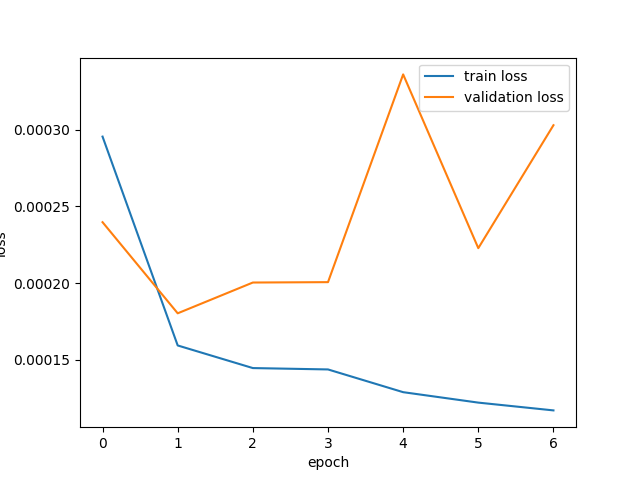 train loss
validation loss
0.00030
0.00025
0.00020
0.00015
loss
0 1 2 3 4 5 6
epoch